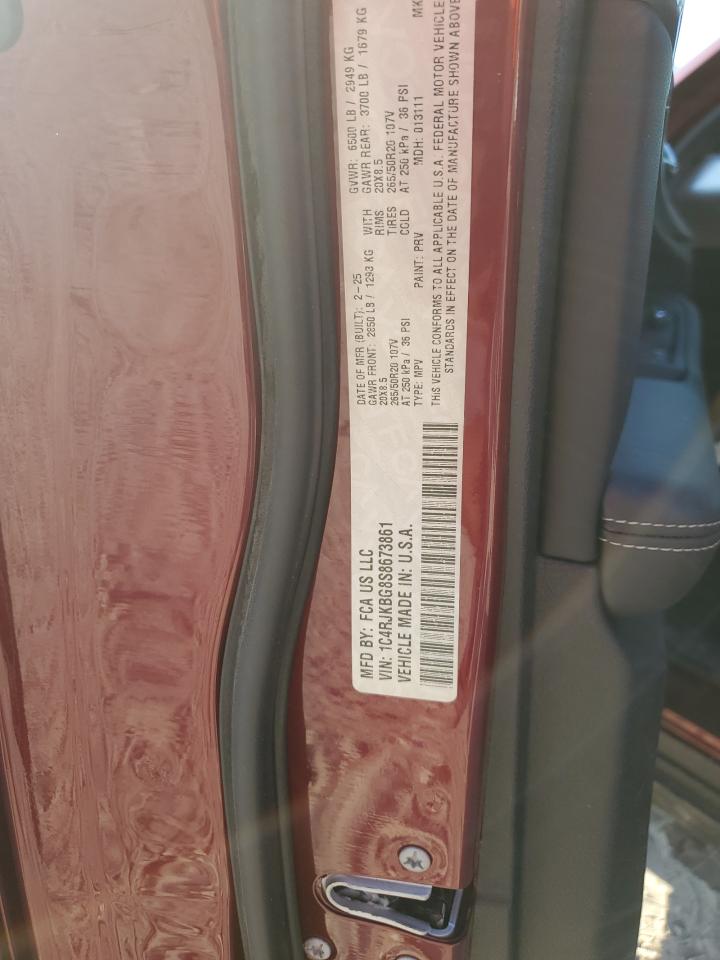 MFD BY: FCA US LLC
VIN: 1C4RJKBG8S8673861
VEHICLE MADE IN: U.S.A.
DATE OF MFR (BUILT): 2-25 GVWR: 6500 LB / 2949 KG
GAWR FRONT: 2850 LB / 1293 KG WITH GAWR REAR: 3700 LB / 1679 KG
20X8.5 RIMS 20X8.5
265/50R20 107V TIRES 265/50R20 107V
AT 250 kPa / 36 PSI COLD AT 250 kPa / 36 PSI
TYPE: MPV PAINT: PRV MDH: 013111 MK
THIS VEHICLE CONFORMS TO ALL APPLICABLE U.S.A. FEDERAL MOTOR VEHICLE
STANDARDS IN EFFECT ON THE DATE OF MANUFACTURE SHOWN ABOVE